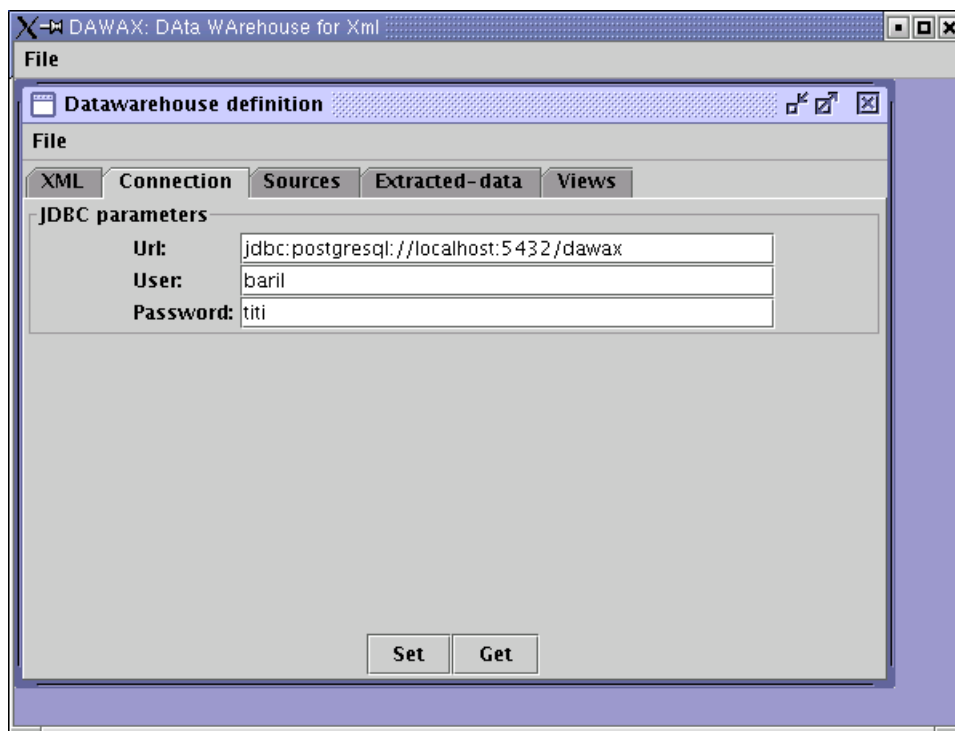 DAWAX: DAta WArehouse for Xml
File
Datawarehouse definition
File
XML Connection Sources Extracted-data Views
JDBC parameters
Url: jdbc:postgresql://localhost:5432/dawax
User: baril
Password: titi
Set Get